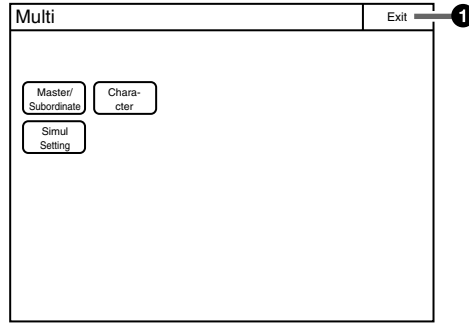 Multi
Exit
1
Master/
Subordinate
Chara-
cter
Simul
Setting